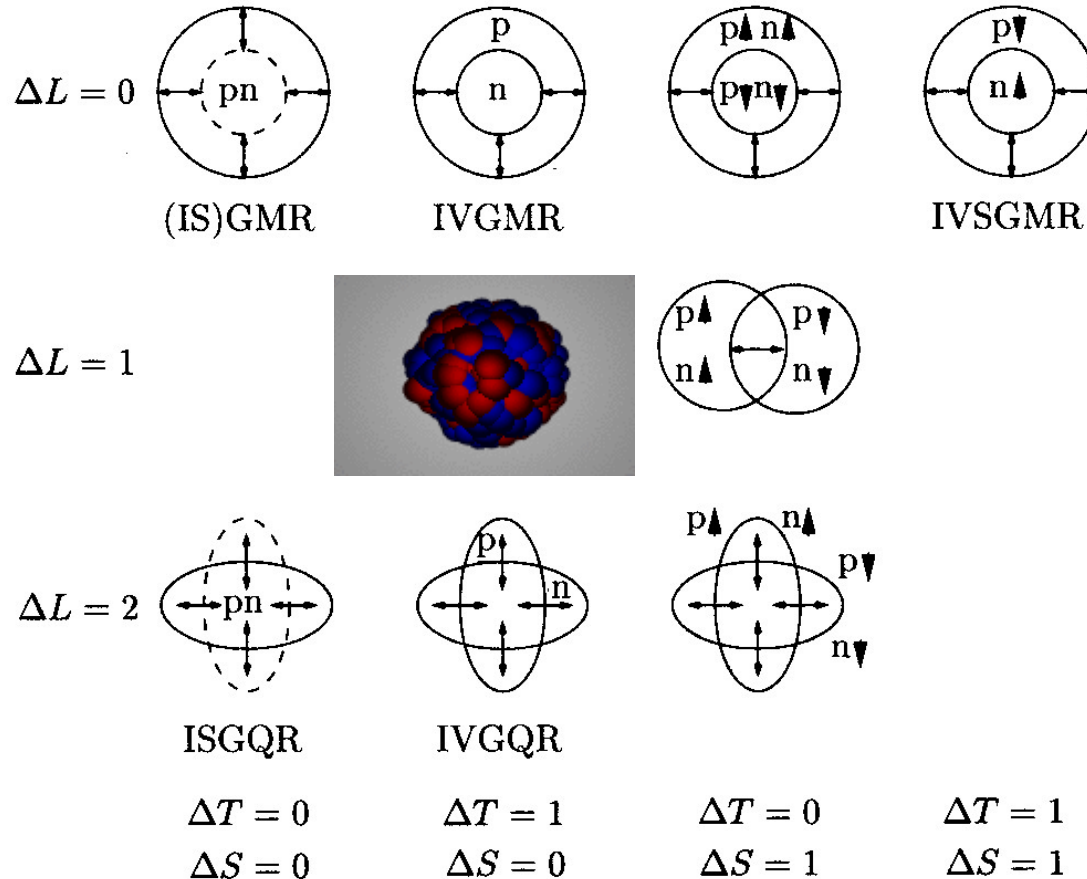 p p▲ n▲ p▼
ΔL = 0 pn n p▼ n▼ n▲
(IS)GMR IVGMR IVSGMR
p▲ p▼
ΔL = 1
n▲ n▼
p▲ n▲
p p▼
n
ΔL = 2 pn
n▼
ISGQR IVGQR
ΔT = 0 ΔT = 1 ΔT = 0 ΔT = 1
ΔS = 0 ΔS = 0 ΔS = 1 ΔS = 1